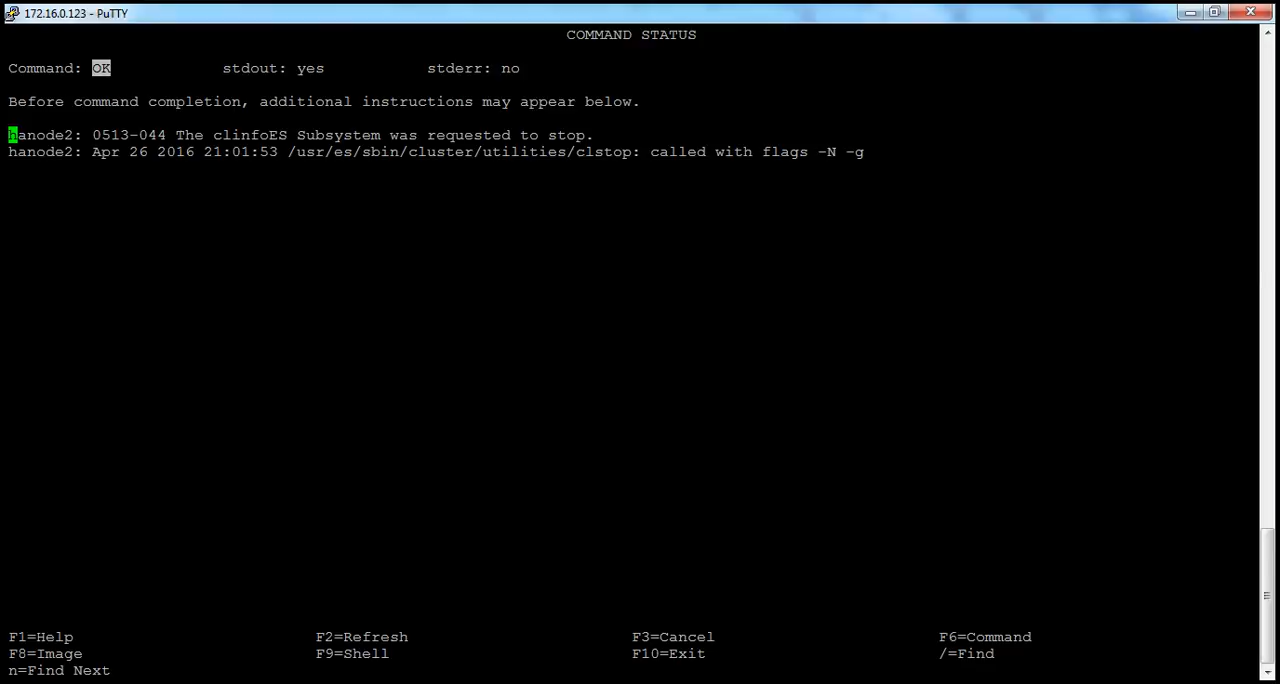 172.16.0.123 - PuTTY
COMMAND STATUS
Command: OK stdout: yes stderr: no
Before command completion, additional instructions may appear below.
hanode2: 0513-044 The clinfoES Subsystem was requested to stop.
hanode2: Apr 26 2016 21:01:53 /usr/es/sbin/cluster/utilities/clstop: called with flags -N -g
F1=Help F2=Refresh F3=Cancel F6=Command
F8=Image F9=Shell F10=Exit /=Find
n=Find Next